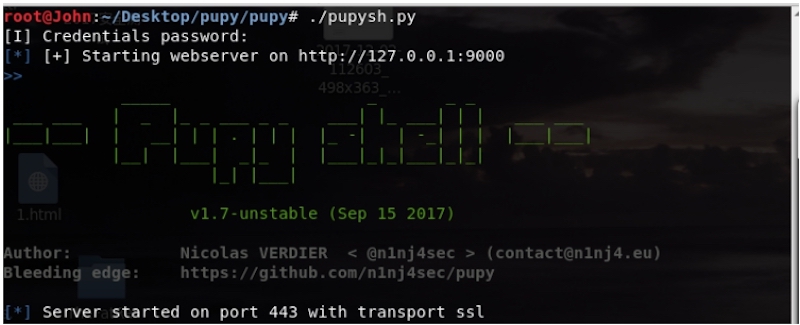 root@John:~/Desktop/pupy/pupy# ./pupysh.py
[I] Credentials password:
[*] [+] Starting webserver on http://127.0.0.1:9000
>>
112603_
498x363_...
== Pupy shell ==
1.html
v1.7-unstable (Sep 15 2017)
Author: Nicolas VERDIER < @n1nj4sec > (contact@n1nj4.eu)
Bleeding edge: https://github.com/n1nj4sec/pupy
[*] Server started on port 443 with transport ssl